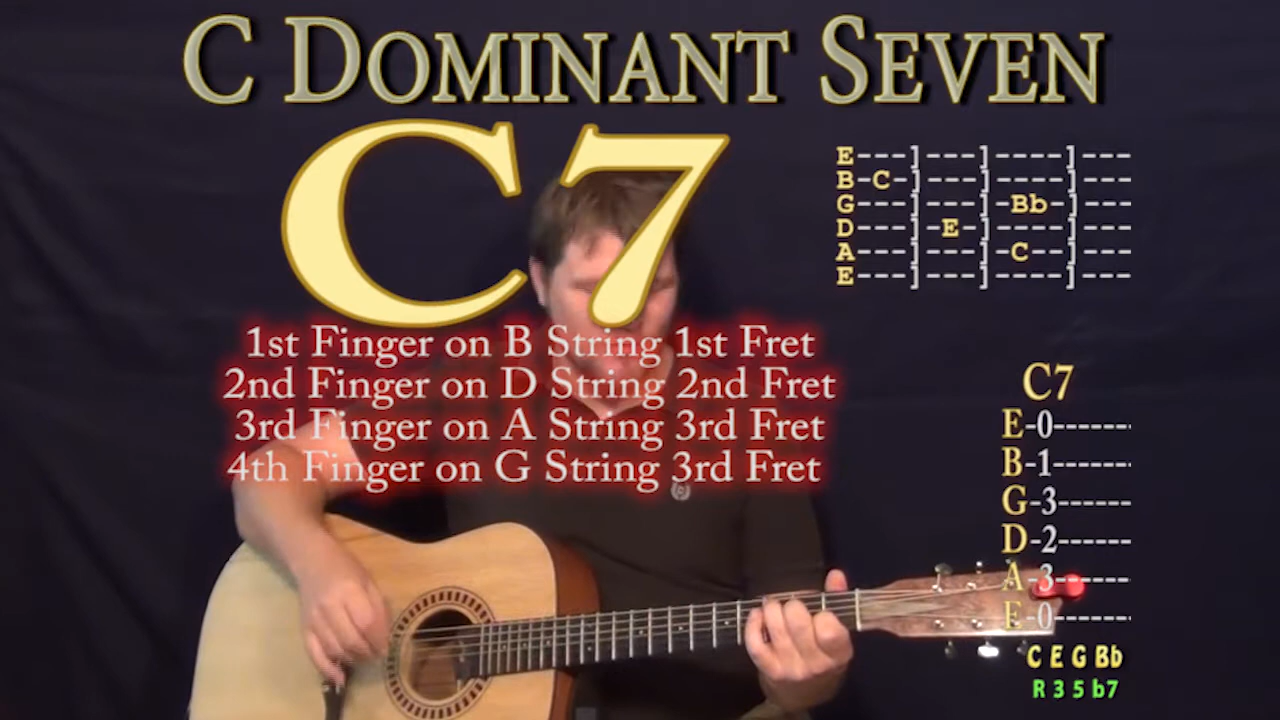 C DOMINANT SEVEN
C7
E---]---]----]---
B-C-]---]----]---
G---]---]-Bb-]---
D---]-E-]----]---
A---]---]-C--]---
E---]---]----]---
1st Finger on B String 1st Fret
2nd Finger on D String 2nd Fret
3rd Finger on A String 3rd Fret
4th Finger on G String 3rd Fret
C7
E-0------
B-1------
G-3------
D-2------
A-3------
E-0------
C E G Bb
R 3 5 b7